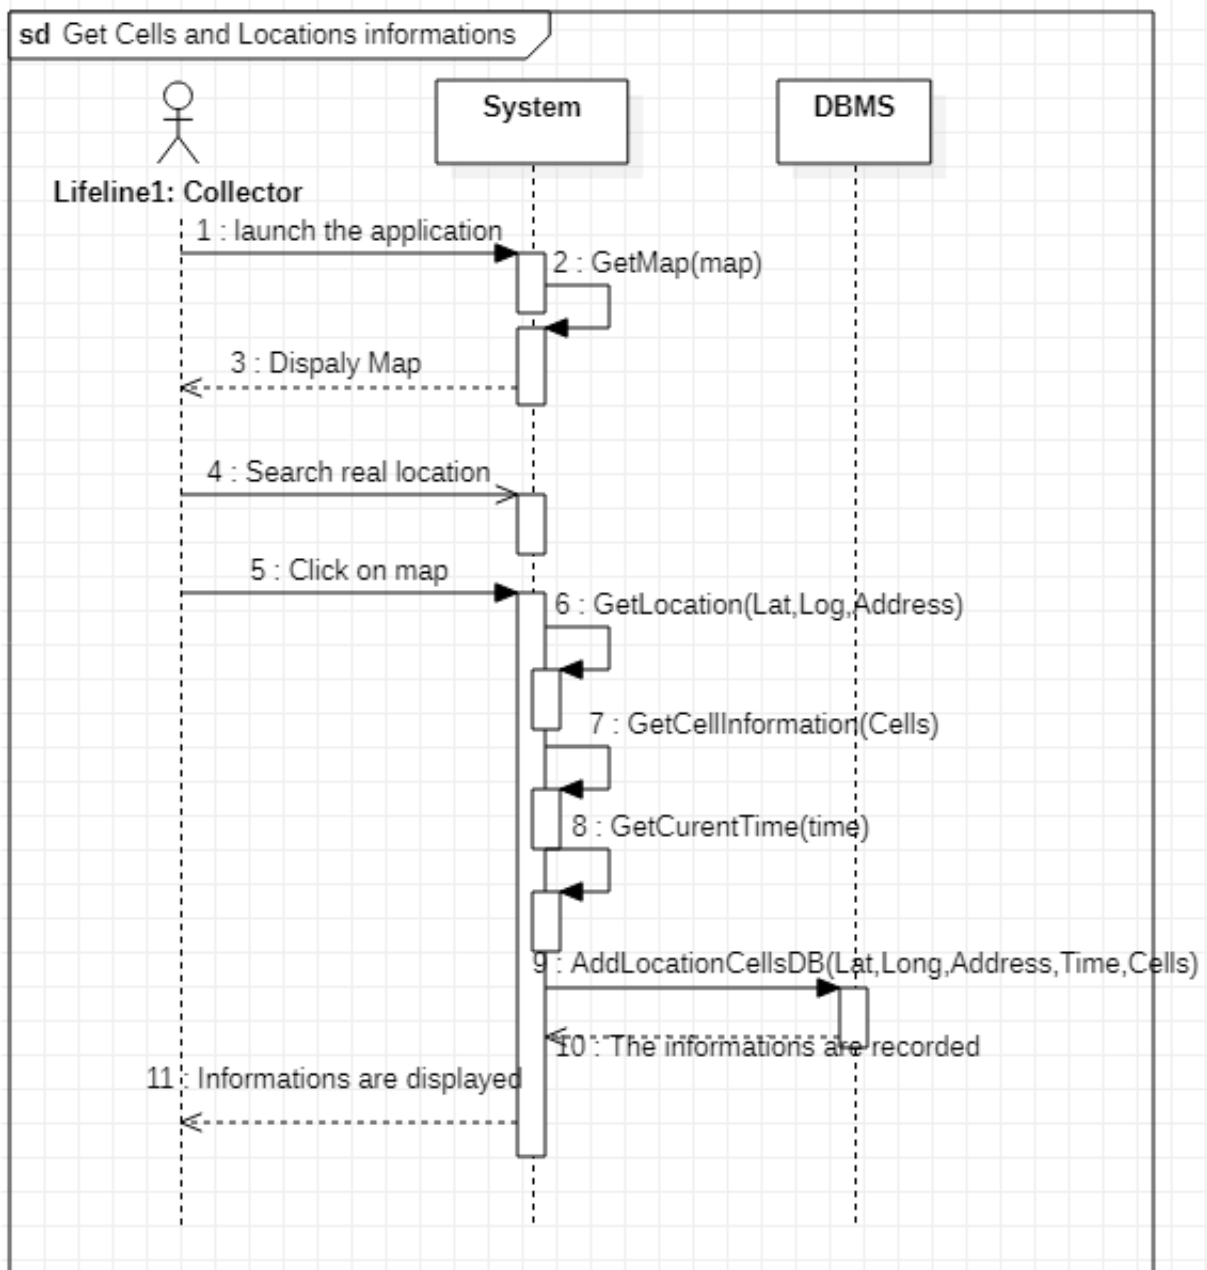 sd Get Cells and Locations informations
System
DBMS
Lifeline1: Collector
1 : launch the application
2 : GetMap(map)
3 : Dispaly Map
4 : Search real location
5 : Click on map
6 : GetLocation(Lat,Log,Address)
7 : GetCellInformation(Cells)
8 : GetCurentTime(time)
9 : AddLocationCellsDB(Lat,Long,Address,Time,Cells)
10 : The informations are recorded
11 : Informations are displayed